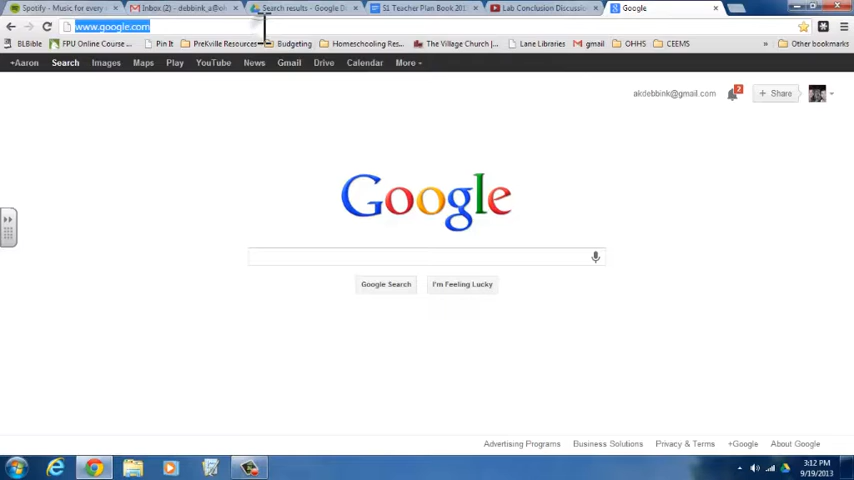 Spotify - Music for every Inbox (2) - debbink_a@oh Search results - Google D S1 Teacher Plan Book 201 Lab Conclusion Discussio Google
www.google.com
BLBible FPU Online Course ... Pin It PreKville Resources Budgeting Homeschooling Res... The Village Church |... Lane Libraries gmail OHHS CEEMS » Other bookmarks
+Aaron Search Images Maps Play YouTube News Gmail Drive Calendar More
akdebbink@gmail.com 2 + Share
Google
Google Search I'm Feeling Lucky
Advertising Programs Business Solutions Privacy & Terms +Google About Google
3:12 PM
9/19/2013